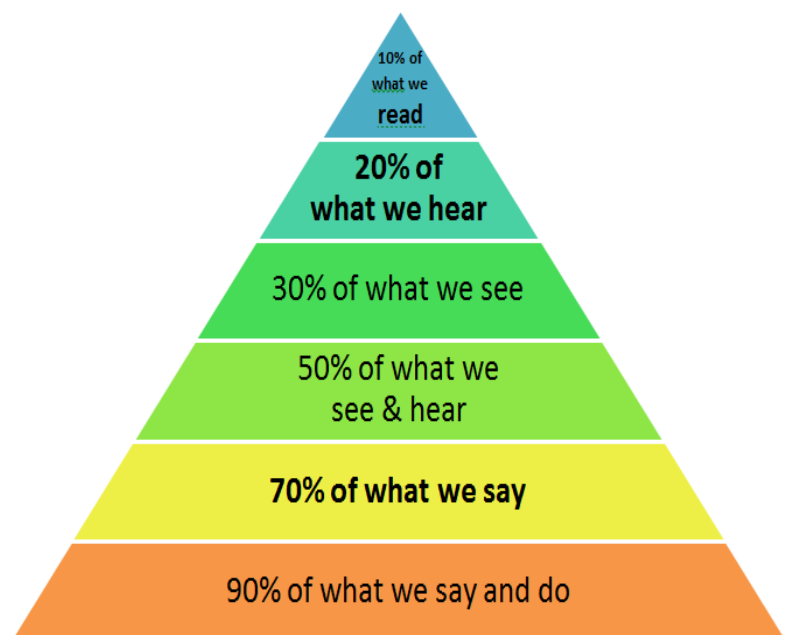 10% of
what we
read
20% of
what we hear
30% of what we see
50% of what we
see & hear
70% of what we say
90% of what we say and do